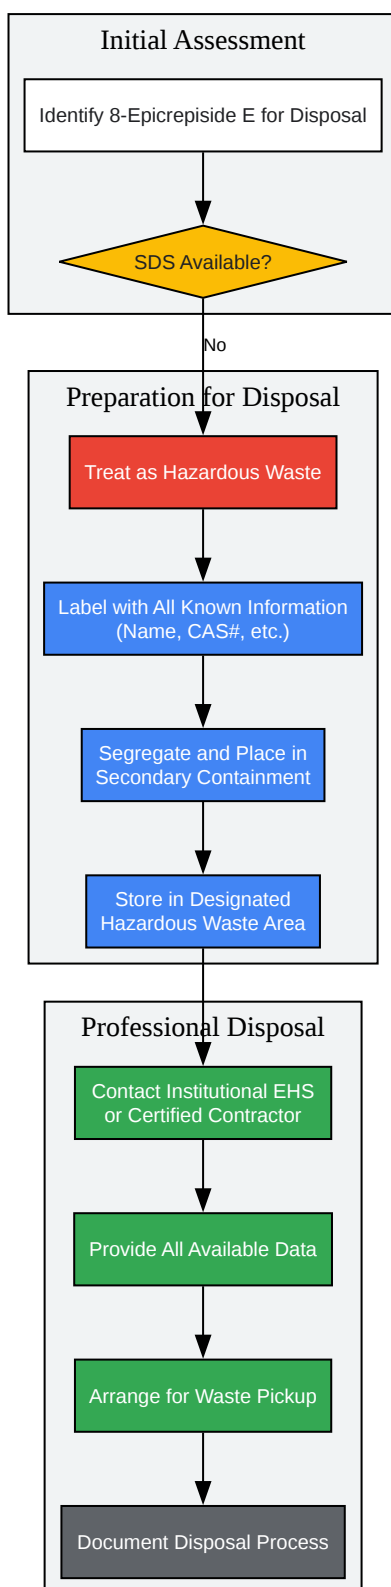 Initial Assessment
Identify 8-Epicrepiside E for Disposal
SDS Available?
No
Preparation for Disposal
Treat as Hazardous Waste
Label with All Known Information
(Name, CAS#, etc.)
Segregate and Place in
Secondary Containment
Store in Designated
Hazardous Waste Area
Professional Disposal
Contact Institutional EHS
or Certified Contractor
Provide All Available Data
Arrange for Waste Pickup
Document Disposal Process